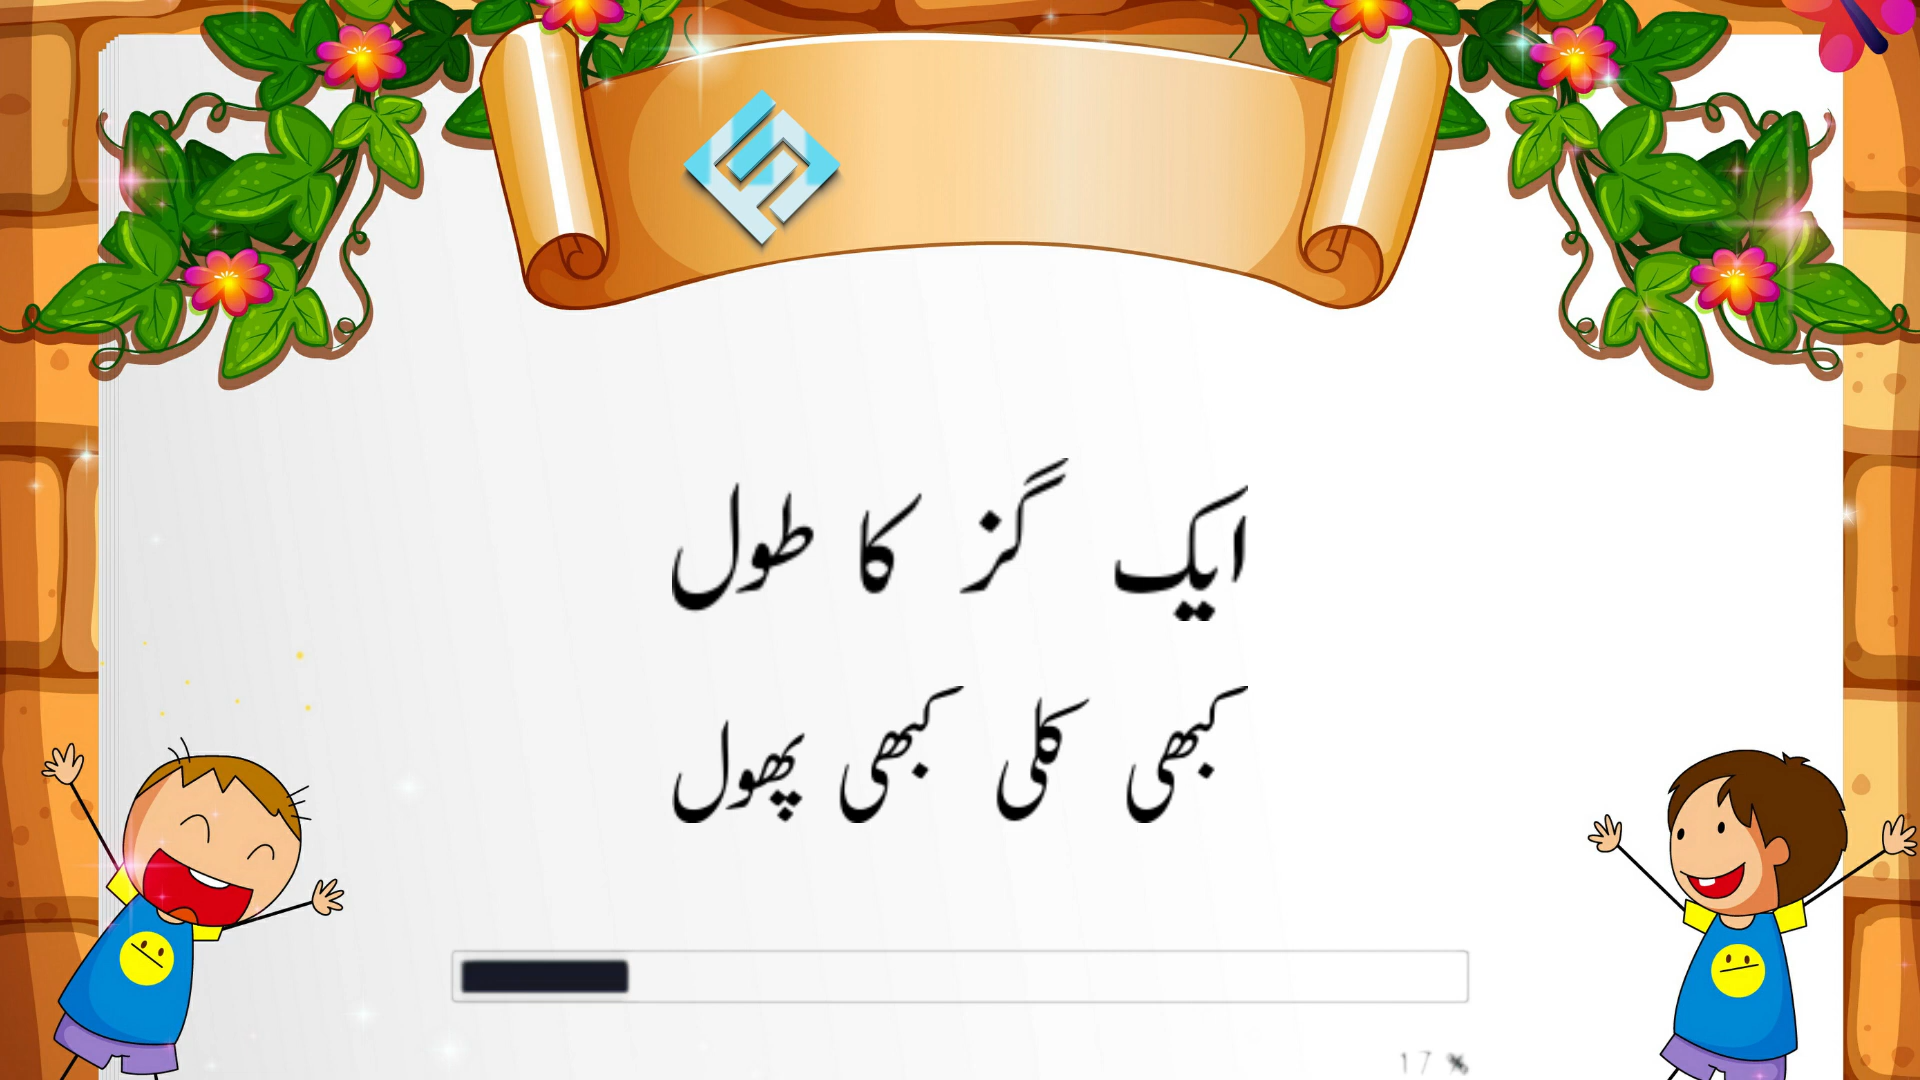 ایک گز کا طول
کبھی کلی کبھی پھول
17 %